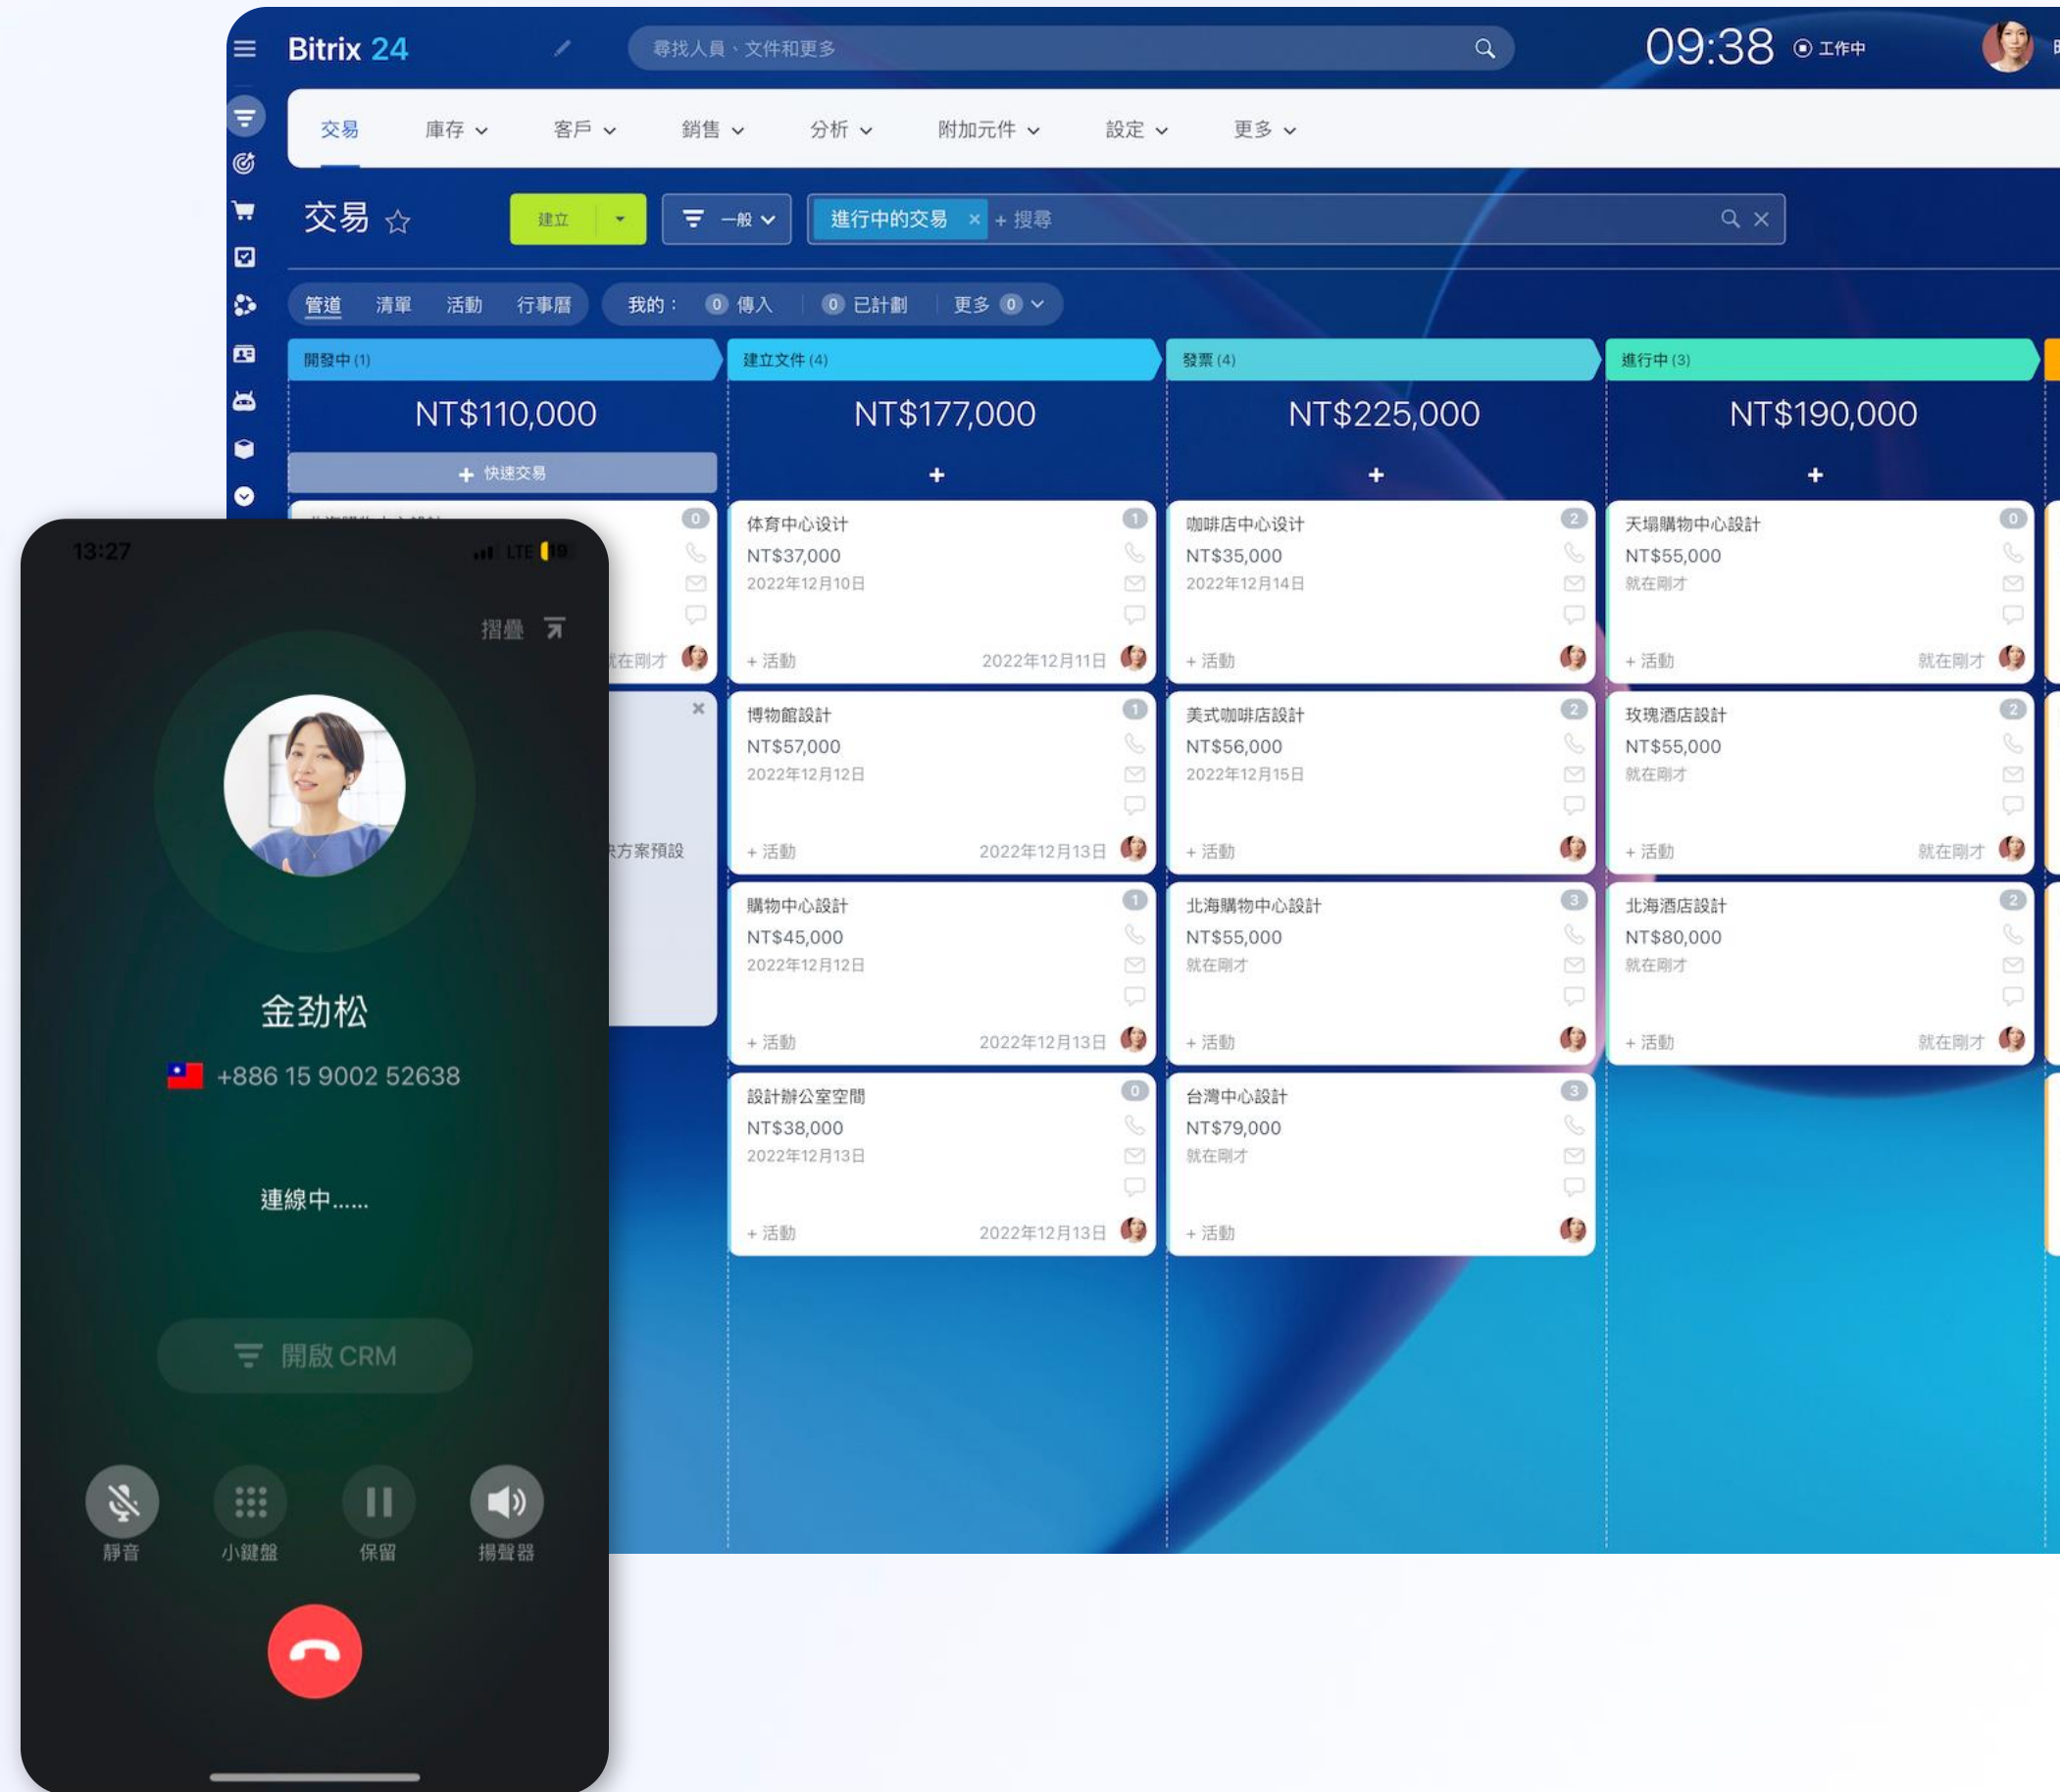 Bitrix 24
尋找人員、文件和更多
09:38 工作中
交易 庫存 客戶 銷售 分析 附加元件 設定 更多
交易 建立 一般 進行中的交易 × + 搜尋
管道 清單 活動 行事曆 我的： 0 傳入 0 已計劃 更多 0
開發中 (1)
NT$110,000
+ 快速交易
0
就在剛才
決方案預設
建立文件 (4)
NT$177,000
+
体育中心设计 1
NT$37,000
2022年12月10日
+ 活動 2022年12月11日
博物館設計 1
NT$57,000
2022年12月12日
+ 活動 2022年12月13日
購物中心設計 1
NT$45,000
2022年12月12日
+ 活動 2022年12月13日
設計辦公室空間 0
NT$38,000
2022年12月13日
+ 活動 2022年12月13日
發票 (4)
NT$225,000
+
咖啡店中心设计 2
NT$35,000
2022年12月14日
+ 活動
美式咖啡店設計 2
NT$56,000
2022年12月15日
+ 活動
北海購物中心設計 3
NT$55,000
就在剛才
+ 活動
台灣中心設計 3
NT$79,000
就在剛才
+ 活動
進行中 (3)
NT$190,000
+
天塌購物中心設計 0
NT$55,000
就在剛才
+ 活動 就在剛才
玫瑰酒店設計 2
NT$55,000
就在剛才
+ 活動 就在剛才
北海酒店設計 2
NT$80,000
就在剛才
+ 活動 就在剛才
13:27 LTE 19
摺疊
金劲松
+886 15 9002 52638
連線中......
開啟 CRM
靜音 小鍵盤 保留 揚聲器